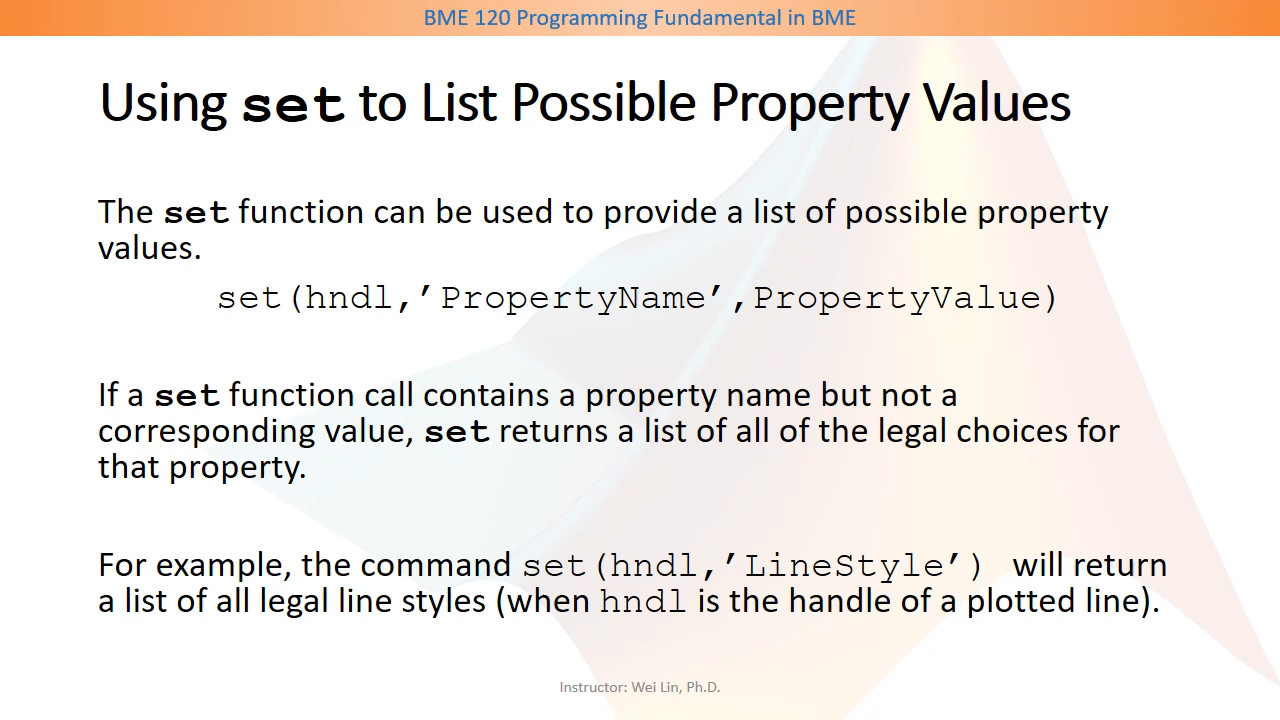 BME 120 Programming Fundamental in BME
Using set to List Possible Property Values
The set function can be used to provide a list of possible property
values.
set(hndl,’PropertyName’,PropertyValue)
If a set function call contains a property name but not a
corresponding value, set returns a list of all of the legal choices for
that property.
For example, the command set(hndl,’LineStyle’) will return
a list of all legal line styles (when hndl is the handle of a plotted line).
Instructor: Wei Lin, Ph.D.